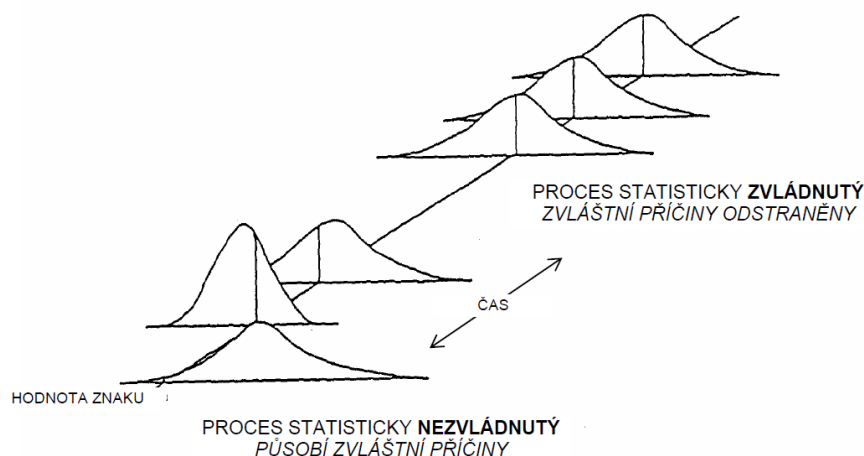 PROCES STATISTICKY ZVLÁDNUTÝ
ZVLÁŠTNÍ PŘÍČINY ODSTRANĚNY
ČAS
HODNOTA ZNAKU
PROCES STATISTICKY NEZVLÁDNUTÝ
PŮSOBÍ ZVLÁŠTNÍ PŘÍČINY